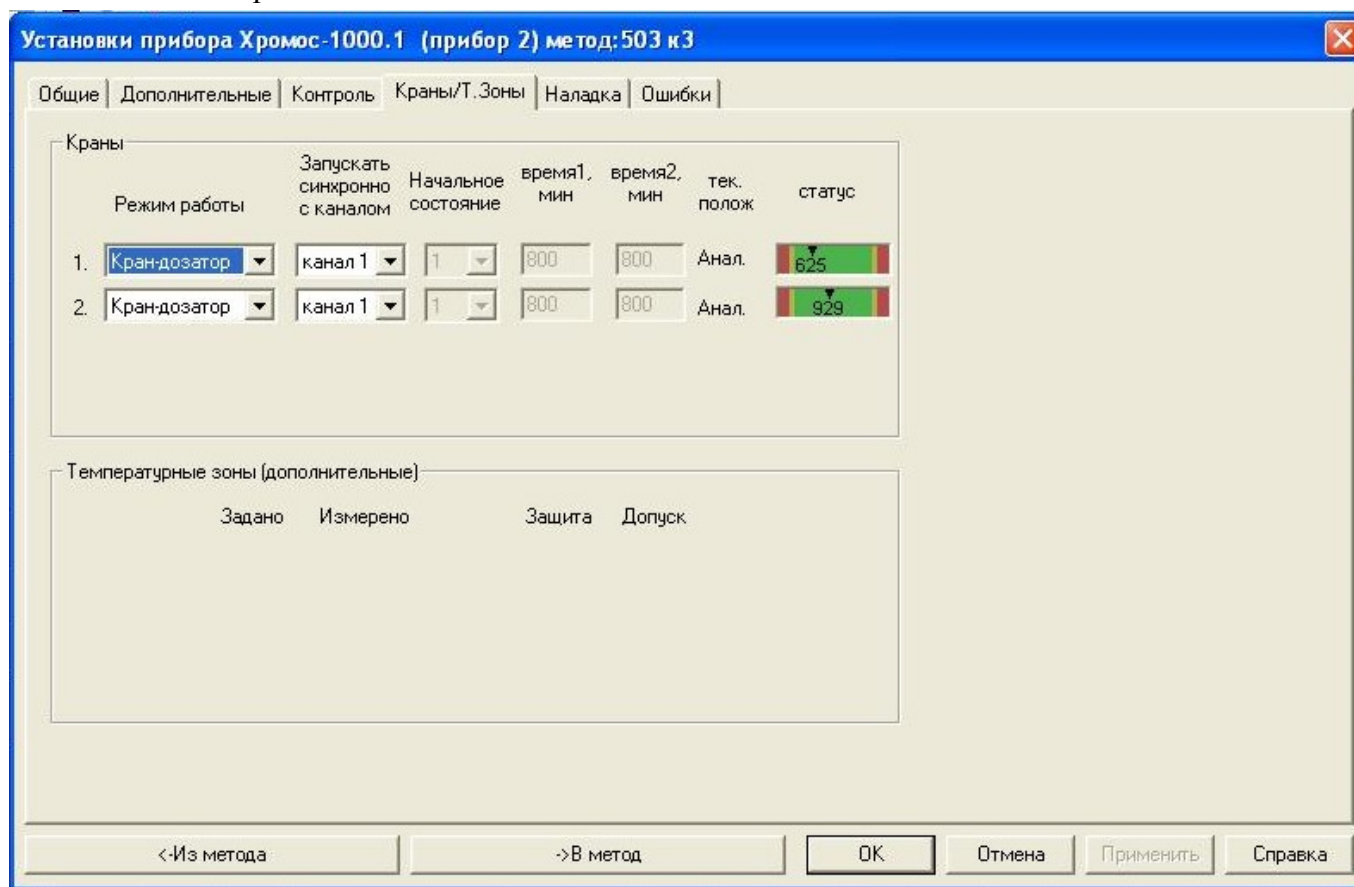 Установки прибора Хромос-1000.1 (прибор 2) метод:503 к3
Общие Дополнительные Контроль Краны/Т.Зоны Наладка Ошибки
Краны
Режим работы Запускать синхронно с каналом Начальное состояние время1, мин время2, мин тек. полож статус
1. Кран-дозатор канал 1 1 800 800 Анал. 625
2. Кран-дозатор канал 1 1 800 800 Анал. 929
Температурные зоны (дополнительные)
Задано Измерено Защита Допуск
<-Из метода ->В метод OK Отмена Применить Справка